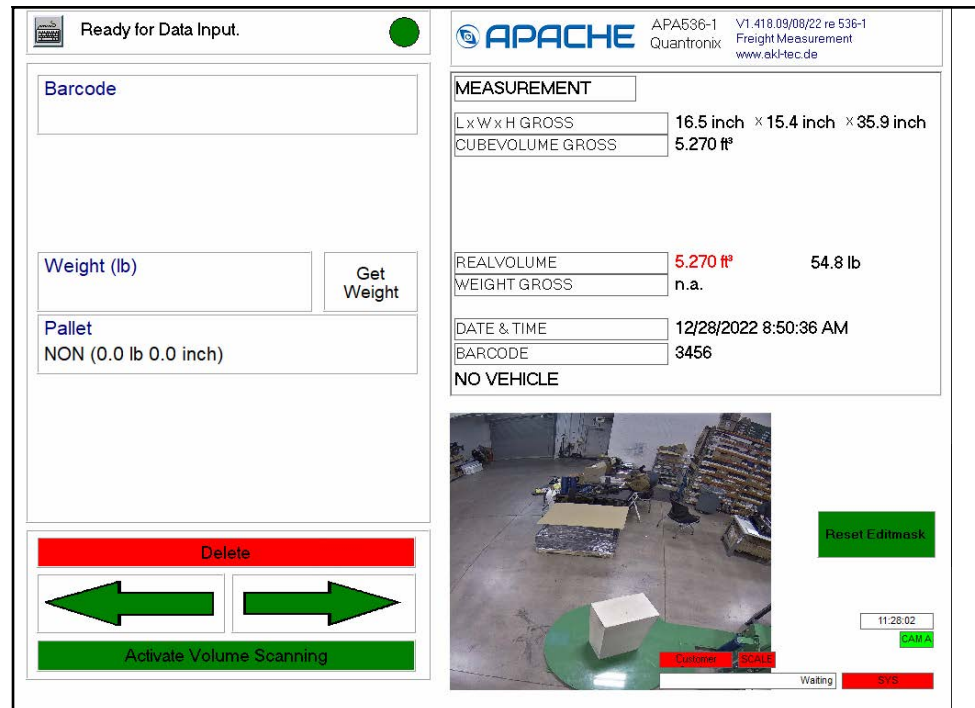 Ready for Data Input.
APACHE
APA536-1
Quantronix
V1.418.09/08/22 re 536-1
Freight Measurement
www.akl-tec.de
Barcode
Weight (lb)
Get
Weight
Pallet
NON (0.0 lb 0.0 inch)
Delete
Activate Volume Scanning
MEASUREMENT
L x W x H GROSS 16.5 inch × 15.4 inch × 35.9 inch
CUBEVOLUME GROSS 5.270 ft³
REALVOLUME 5.270 ft³ 54.8 lb
WEIGHT GROSS n.a.
DATE & TIME 12/28/2022 8:50:36 AM
BARCODE 3456
NO VEHICLE
Reset Editmask
11:28:02
CAM A
Customer SCALE
Waiting SYS